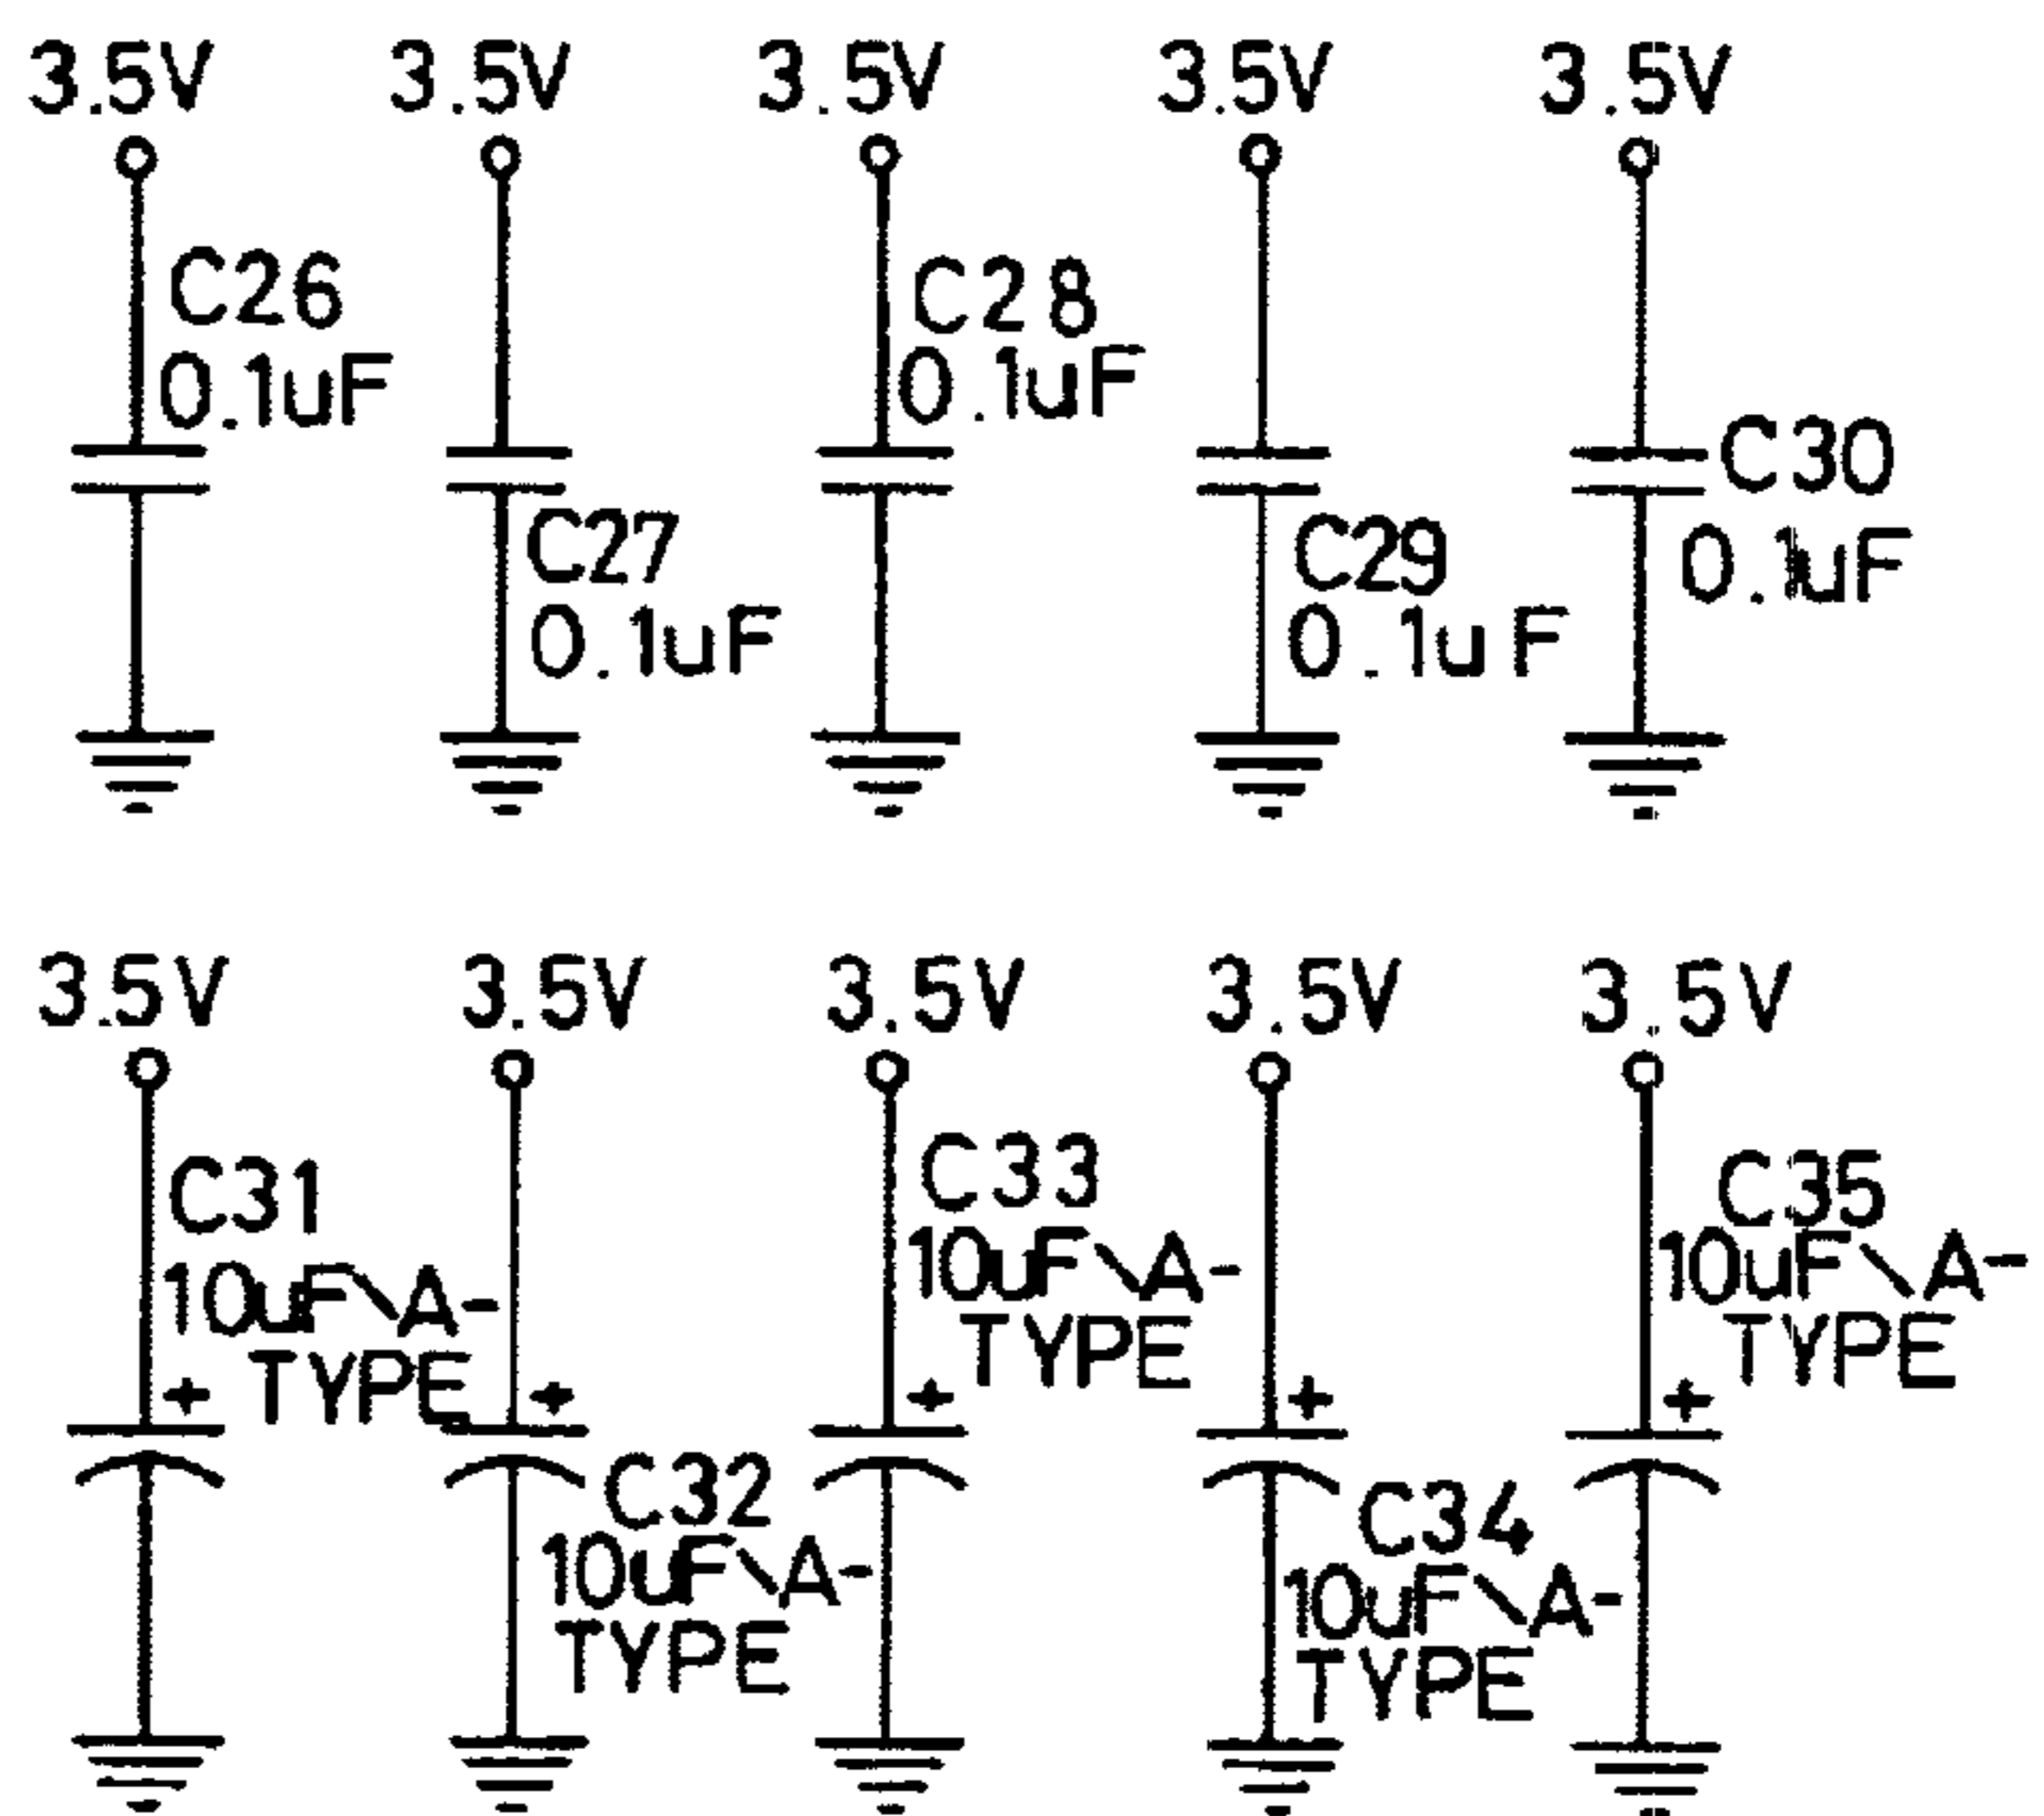 3.5V 3.5V 3.5V 3.5V 3.5V
C26
0.1uF
C27
0.1uF
C28
0.1uF
C29
0.1uF
C30
0.1uF
3.5V 3.5V 3.5V 3.5V 3.5V
C31
10uF\A-
TYPE
+
C32
10uF\A-
TYPE
+
C33
10uF\A-
TYPE
+
C34
10uF\A-
TYPE
+
C35
10uF\A-
TYPE
+